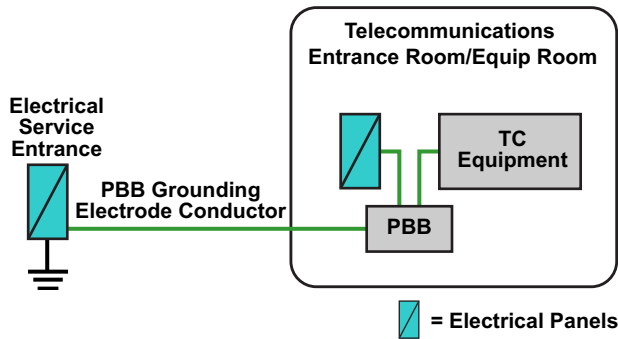 Telecommunications
Entrance Room/Equip Room
Electrical
Service
Entrance
TC
Equipment
PBB Grounding
Electrode Conductor
PBB
= Electrical Panels